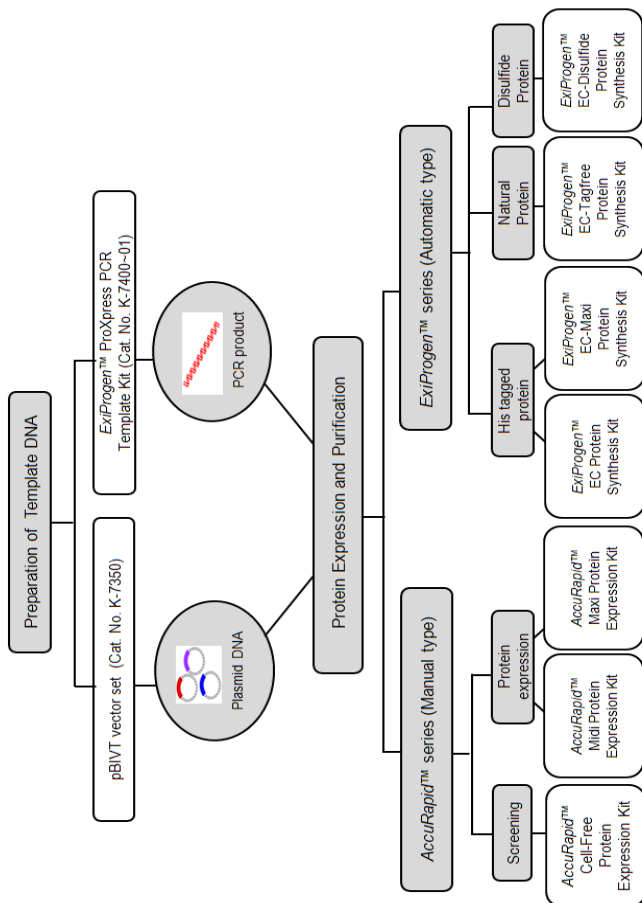 Preparation of Template DNA
pBIVT vector set (Cat. No. K-7350)
ExiProgen™ ProXpress PCR
Template Kit (Cat. No. K-7400~01)
Plasmid DNA
PCR product
Protein Expression and Purification
AccuRapid™ series (Manual type)
ExiProgen™ series (Automatic type)
Screening
Protein
expression
His tagged
protein
Natural
Protein
Disulfide
Protein
AccuRapid™
Cell-Free
Protein
Expression Kit
AccuRapid™
Midi Protein
Expression Kit
AccuRapid™
Maxi Protein
Expression Kit
ExiProgen™
EC Protein
Synthesis Kit
ExiProgen™
EC-Maxi
Protein
Synthesis Kit
ExiProgen™
EC-Tagfree
Protein
Synthesis Kit
ExiProgen™
EC-Disulfide
Protein
Synthesis Kit